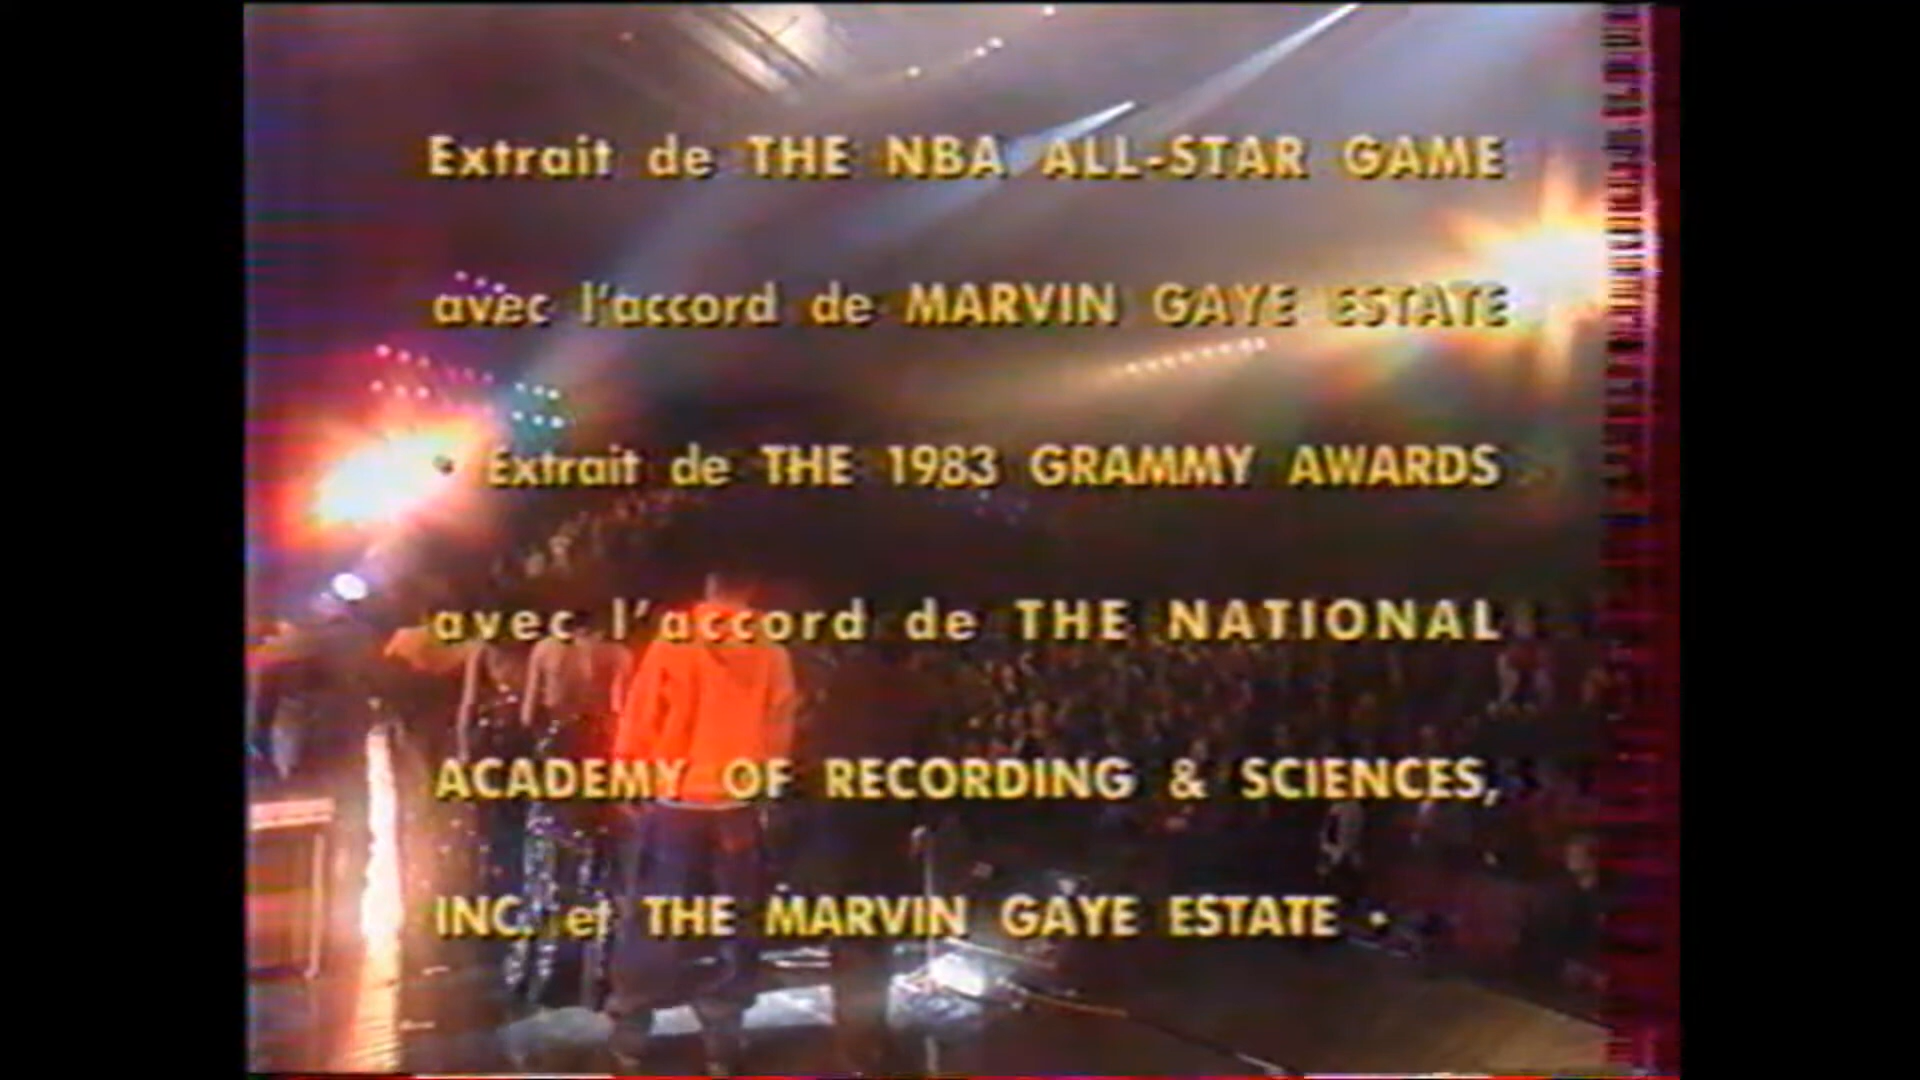 Extrait de THE NBA ALL-STAR GAME
avec l'accord de MARVIN GAYE ESTATE
• Extrait de THE 1983 GRAMMY AWARDS
avec l'accord de THE NATIONAL
ACADEMY OF RECORDING & SCIENCES,
INC. et THE MARVIN GAYE ESTATE •